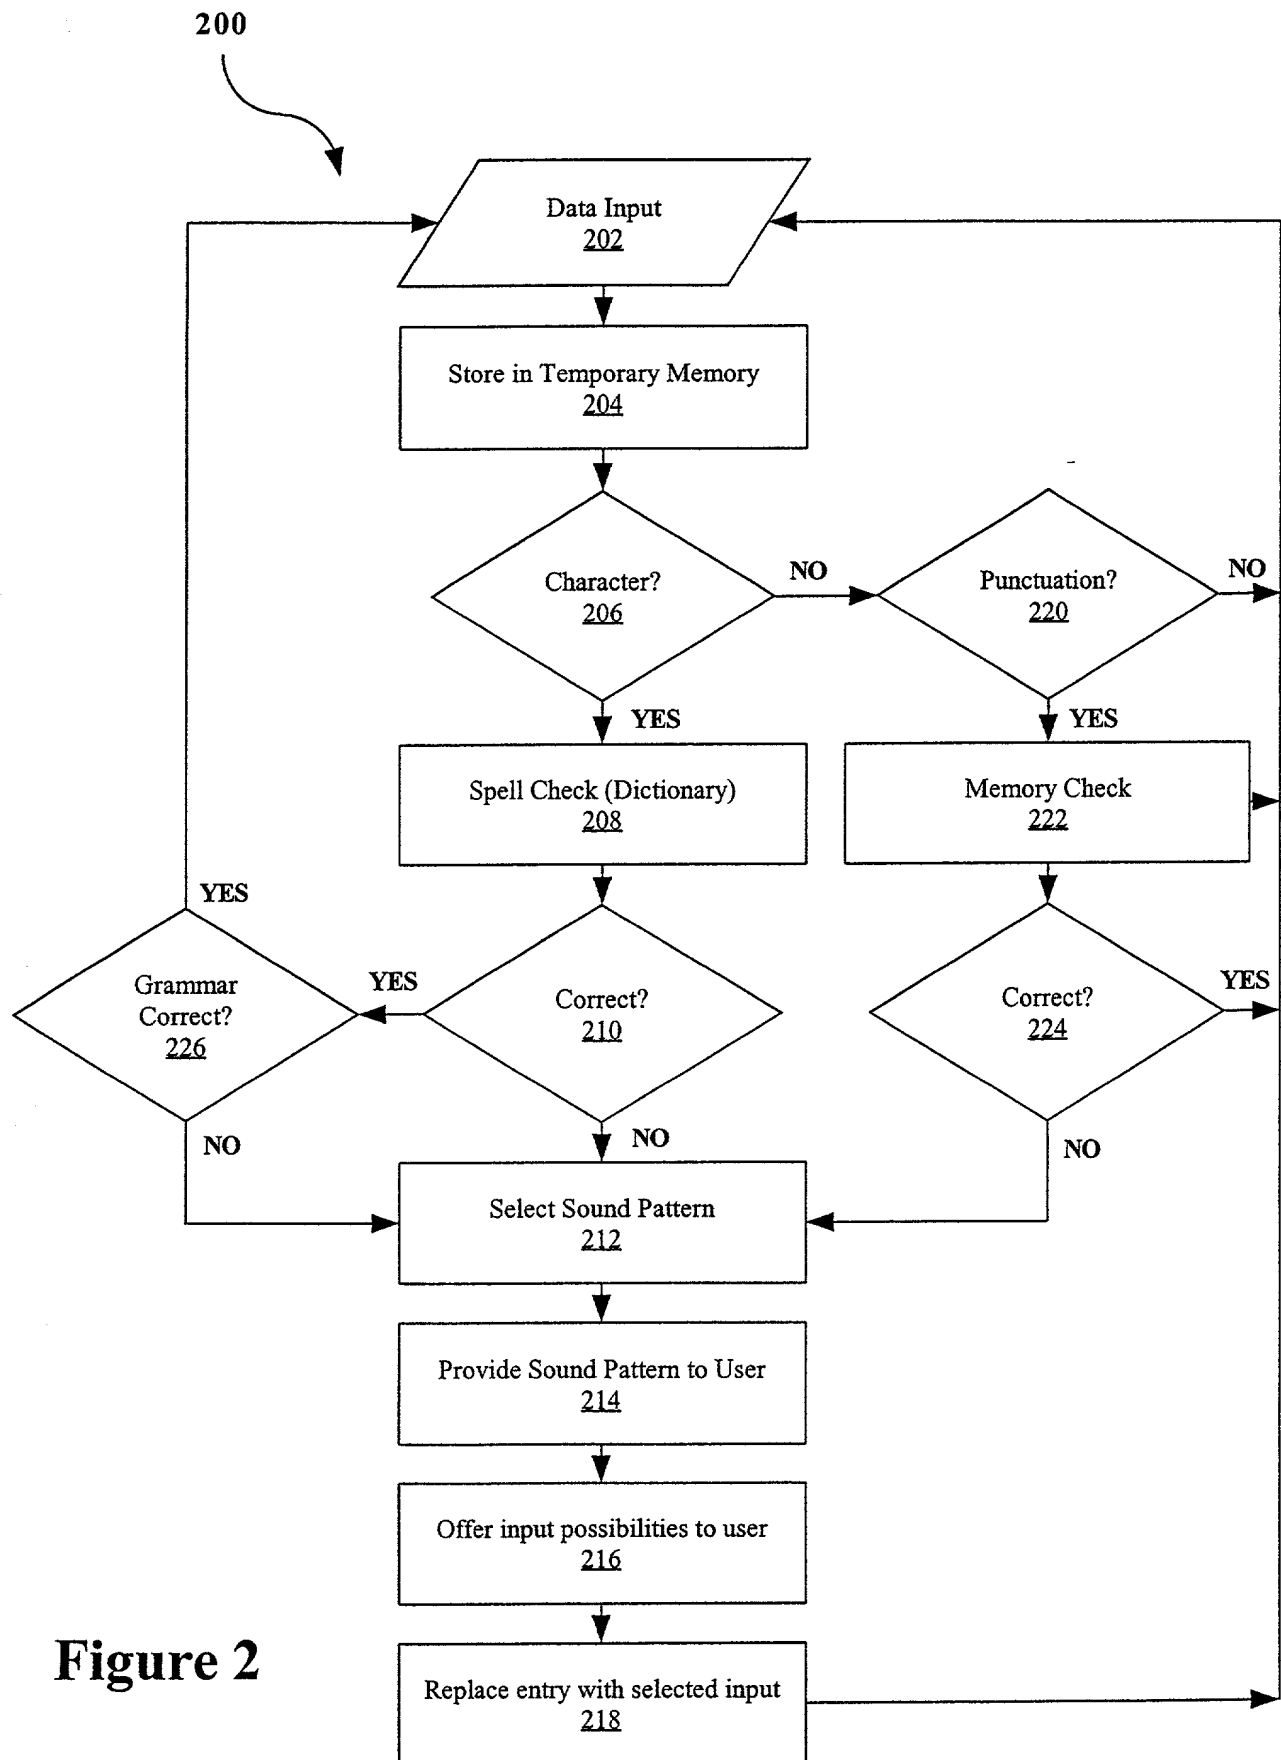 200
Data Input
202
Store in Temporary Memory
204
Character?
206
NO
Punctuation?
220
NO
YES
YES
Spell Check (Dictionary)
208
Memory Check
222
YES
Grammar
Correct?
226
YES
Correct?
210
Correct?
224
YES
NO
NO
NO
Select Sound Pattern
212
Provide Sound Pattern to User
214
Offer input possibilities to user
216
Replace entry with selected input
218
Figure 2